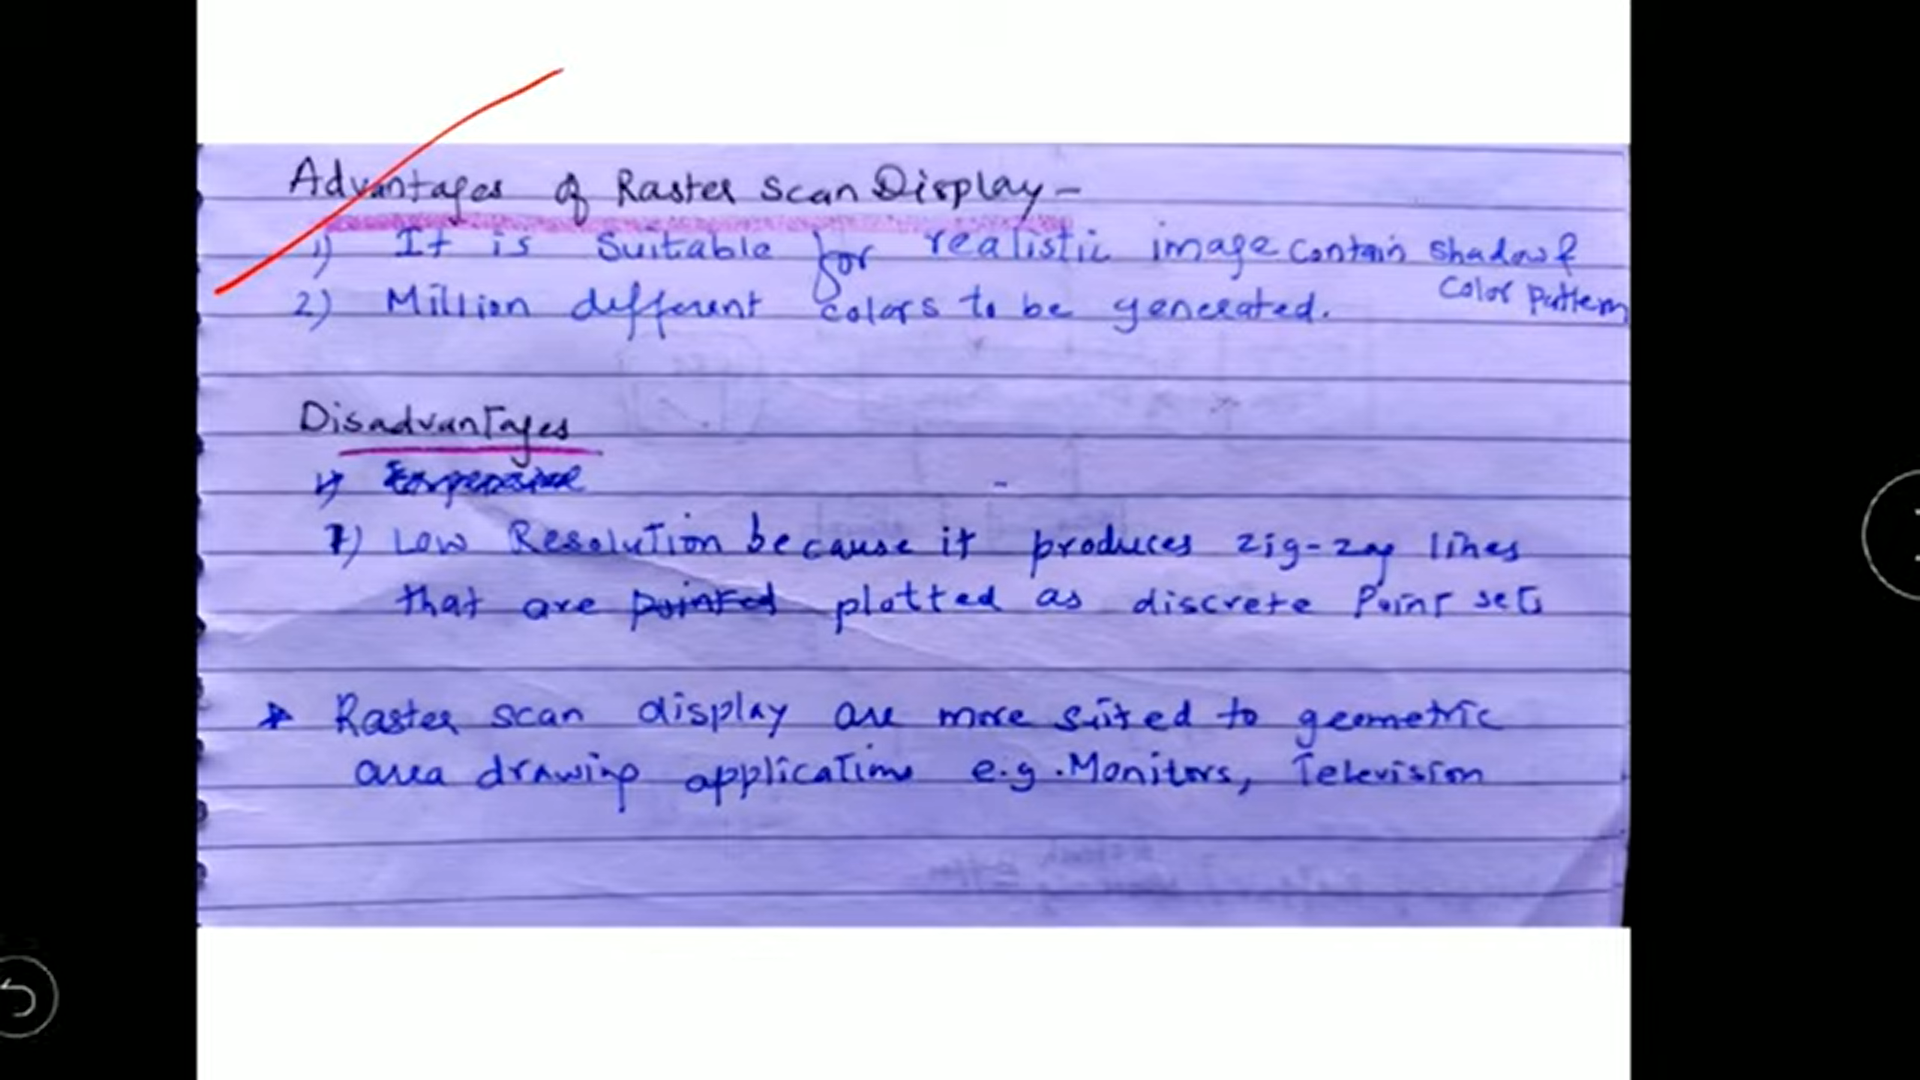 Advantages of Raster Scan Display -
1) It is Suitable for realistic image contain shadow &
color pattern
2) Million different colors to be generated.
Disadvantages
1) Expensive
1) Low Resolution because it produces zig-zag lines
that are pointed plotted as discrete Point sets
Raster scan display are more suited to geometric
area drawing applications e.g. Monitors, Television